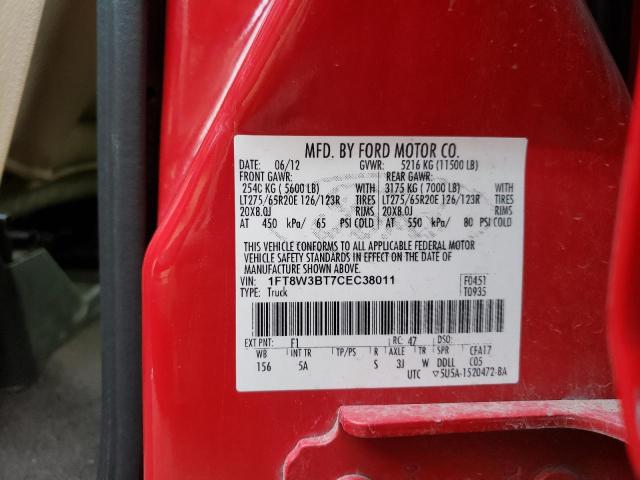 MFD. BY FORD MOTOR CO.
DATE: 06/12 GVWR: 5216 KG (11500 LB)
FRONT GAWR: REAR GAWR:
2540 KG ( 5600 LB) WITH 3175 KG ( 7000 LB) WITH
LT275/65R20E 126/123R TIRES LT275/65R20E 126/123R TIRES
20X8.0J RIMS 20X8.0J RIMS
AT 450 kPa/ 65 PSI COLD AT 550 kPa/ 80 PSI COLD
THIS VEHICLE CONFORMS TO ALL APPLICABLE FEDERAL MOTOR
VEHICLE SAFETY STANDARDS IN EFFECT ON THE DATE OF
MANUFACTURE SHOWN ABOVE.
VIN: 1FT8W3BT7CEC38011 F0451
TYPE: Truck T0935
EXT PNT: F1 RC: 47 DSO:
WB INT TR TP/PS R AXLE TR SPR CFA17
156 5A S 3J W DDLL C05
UTC ▽5U5A-1520472-BA